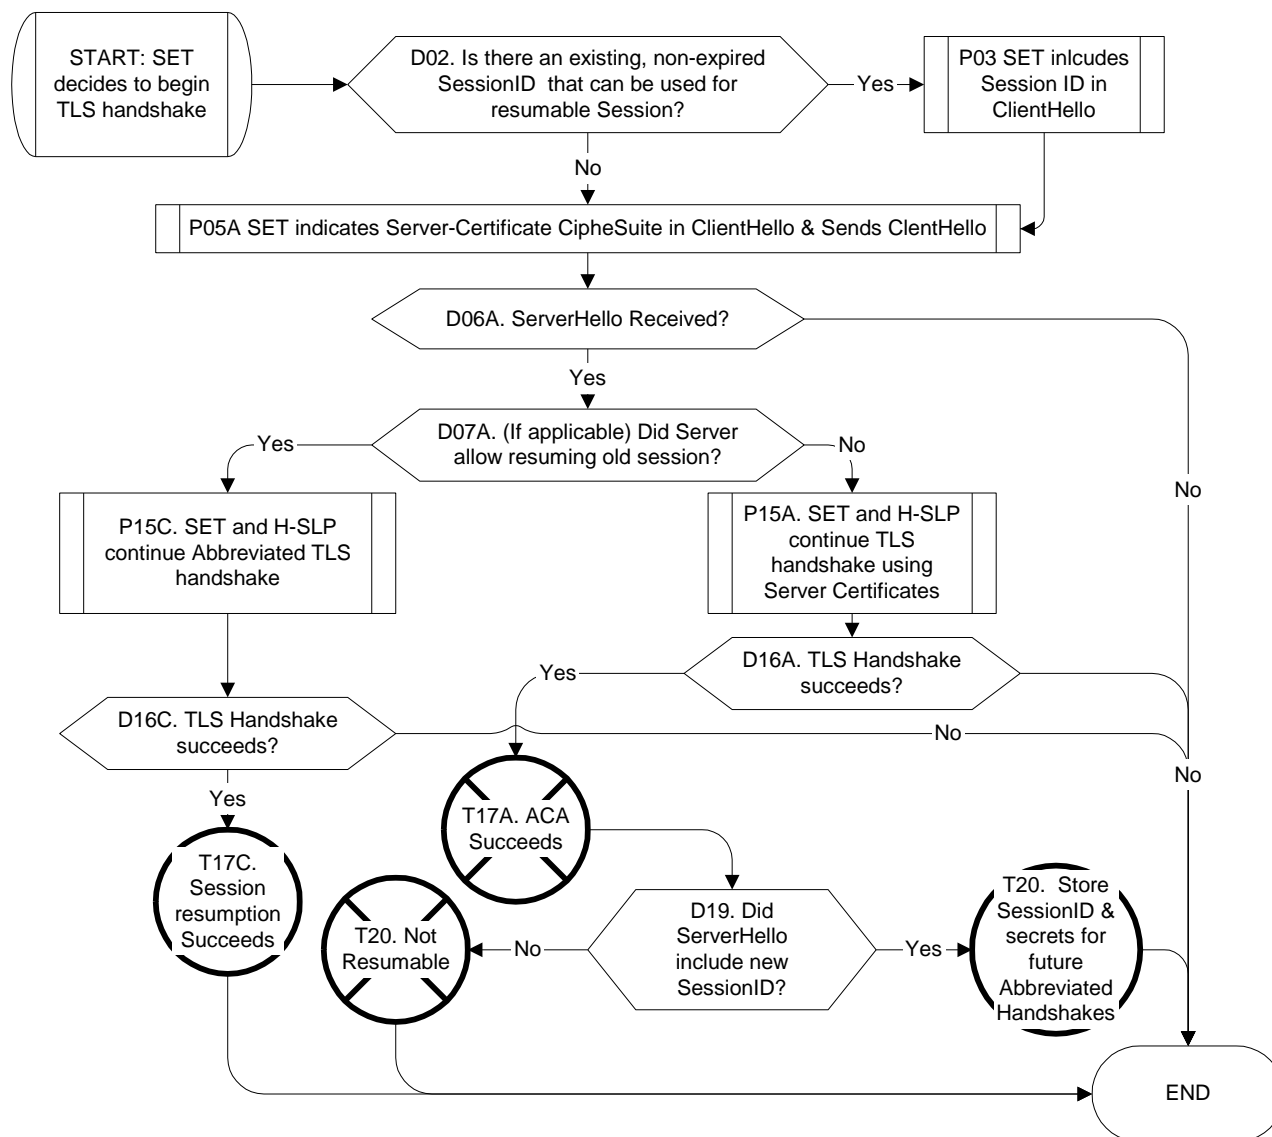 START: SET
decides to begin
TLS handshake
D02. Is there an existing, non-expired
SessionID  that can be used for
resumable Session?
Yes
P03 SET inlcudes
Session ID in
ClientHello
No
P05A SET indicates Server-Certificate CipheSuite in ClientHello & Sends ClentHello
D06A. ServerHello Received?
Yes
D07A. (If applicable) Did Server
allow resuming old session?
Yes
No
No
P15C. SET and H-SLP
continue Abbreviated TLS
handshake
P15A. SET and H-SLP
continue TLS
handshake using
Server Certificates
D16A. TLS Handshake
succeeds?
Yes
D16C. TLS Handshake
succeeds?
No
No
Yes
T17A. ACA
Succeeds
T17C.
Session
resumption
Succeeds
T20. Not
Resumable
No
D19. Did
ServerHello
include new
SessionID?
Yes
T20.  Store
SessionID &
secrets for
future
Abbreviated
Handshakes
END